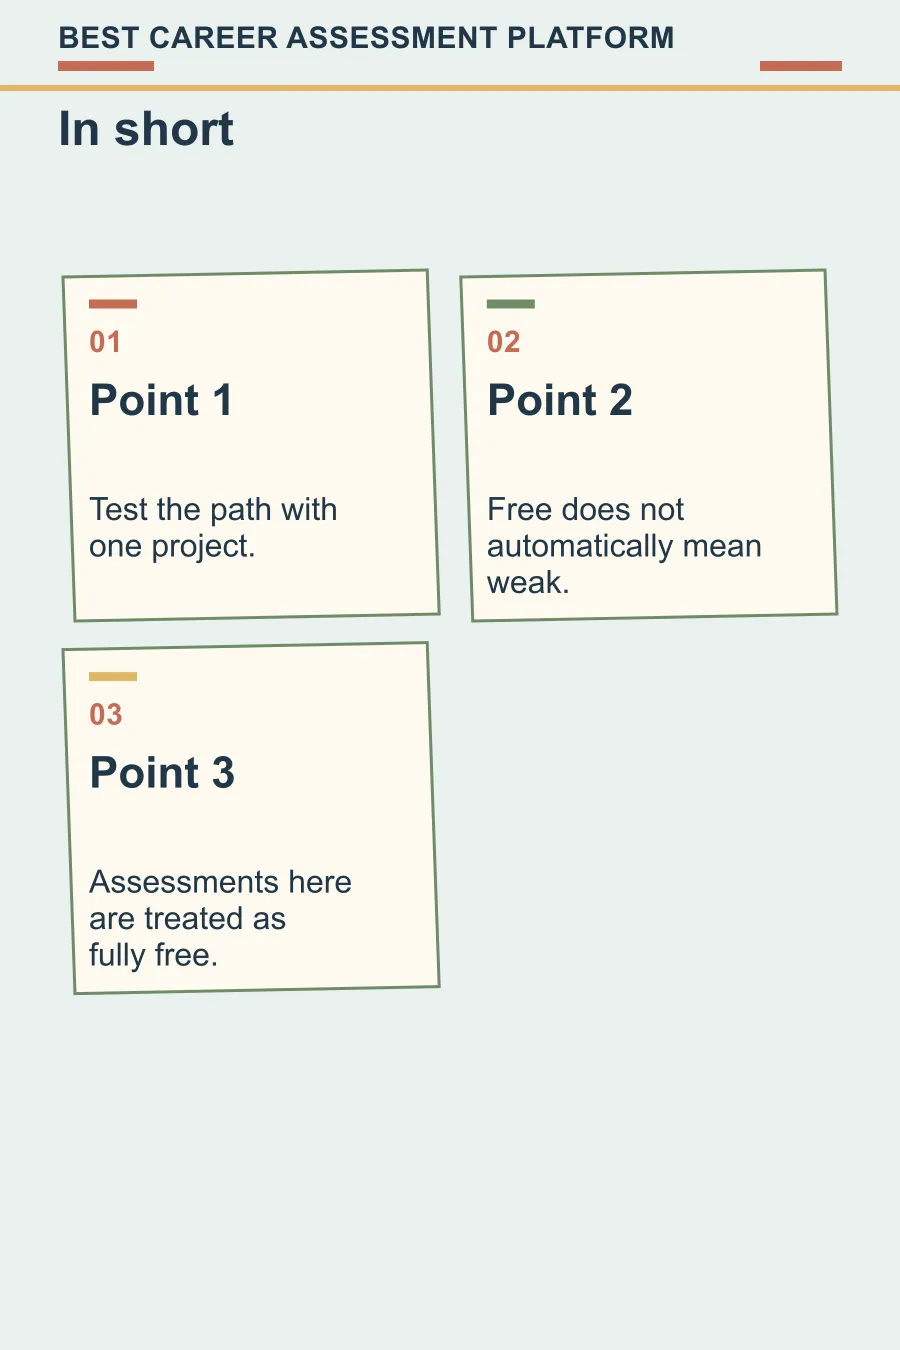 BEST CAREER ASSESSMENT PLATFORM
In short
01
Point 1
Test the path with
one project.
02
Point 2
Free does not
automatically mean
weak.
03
Point 3
Assessments here
are treated as
fully free.